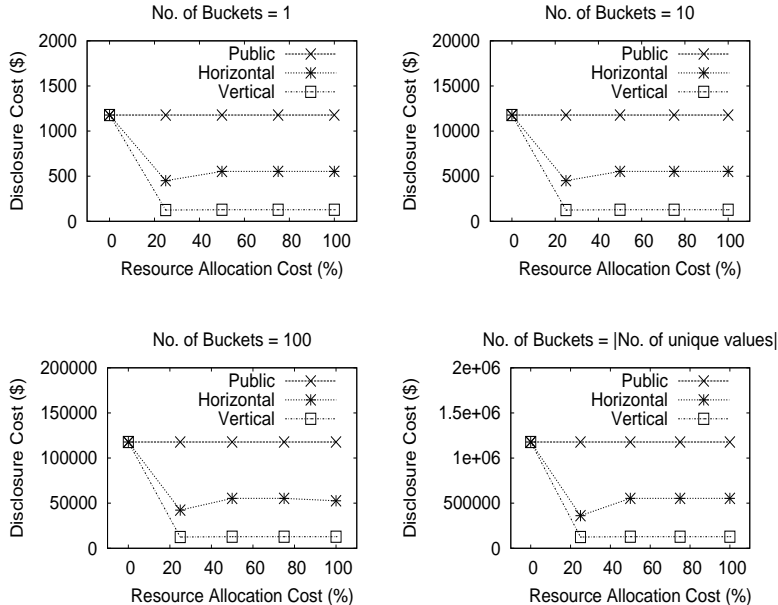 No. of Buckets = 1
2000
1500
1000
500
0
Disclosure Cost ($)
Public
Horizontal
Vertical
0 20 40 60 80 100
Resource Allocation Cost (%)
No. of Buckets = 10
20000
15000
10000
5000
0
Disclosure Cost ($)
Public
Horizontal
Vertical
0 20 40 60 80 100
Resource Allocation Cost (%)
No. of Buckets = 100
200000
150000
100000
50000
0
Disclosure Cost ($)
Public
Horizontal
Vertical
0 20 40 60 80 100
Resource Allocation Cost (%)
No. of Buckets = |No. of unique values|
2e+06
1.5e+06
1e+06
500000
0
Disclosure Cost ($)
Public
Horizontal
Vertical
0 20 40 60 80 100
Resource Allocation Cost (%)